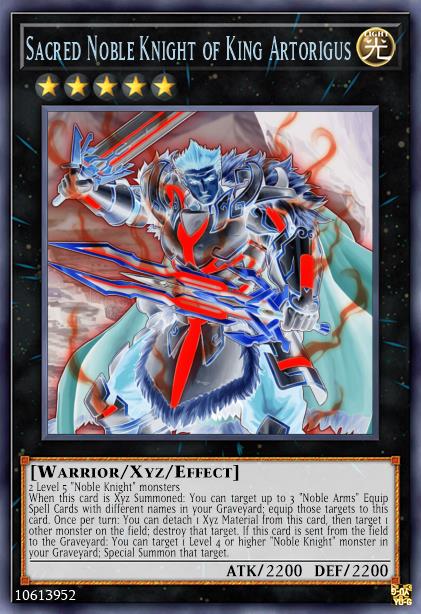 SACRED NOBLE KNIGHT OF KING ARTORIGUS
LIGHT
光
[WARRIOR/XYZ/EFFECT]
2 Level 5 "Noble Knight" monsters
When this card is Xyz Summoned: You can target up to 3 "Noble Arms" Equip
Spell Cards with different names in your Graveyard; equip those targets to this
card. Once per turn: You can detach 1 Xyz Material from this card, then target 1
other monster on the field; destroy that target. If this card is sent from the field
to the Graveyard: You can target 1 Level 4 or higher "Noble Knight" monster in
your Graveyard; Special Summon that target.
ATK/2200 DEF/2200
10613952